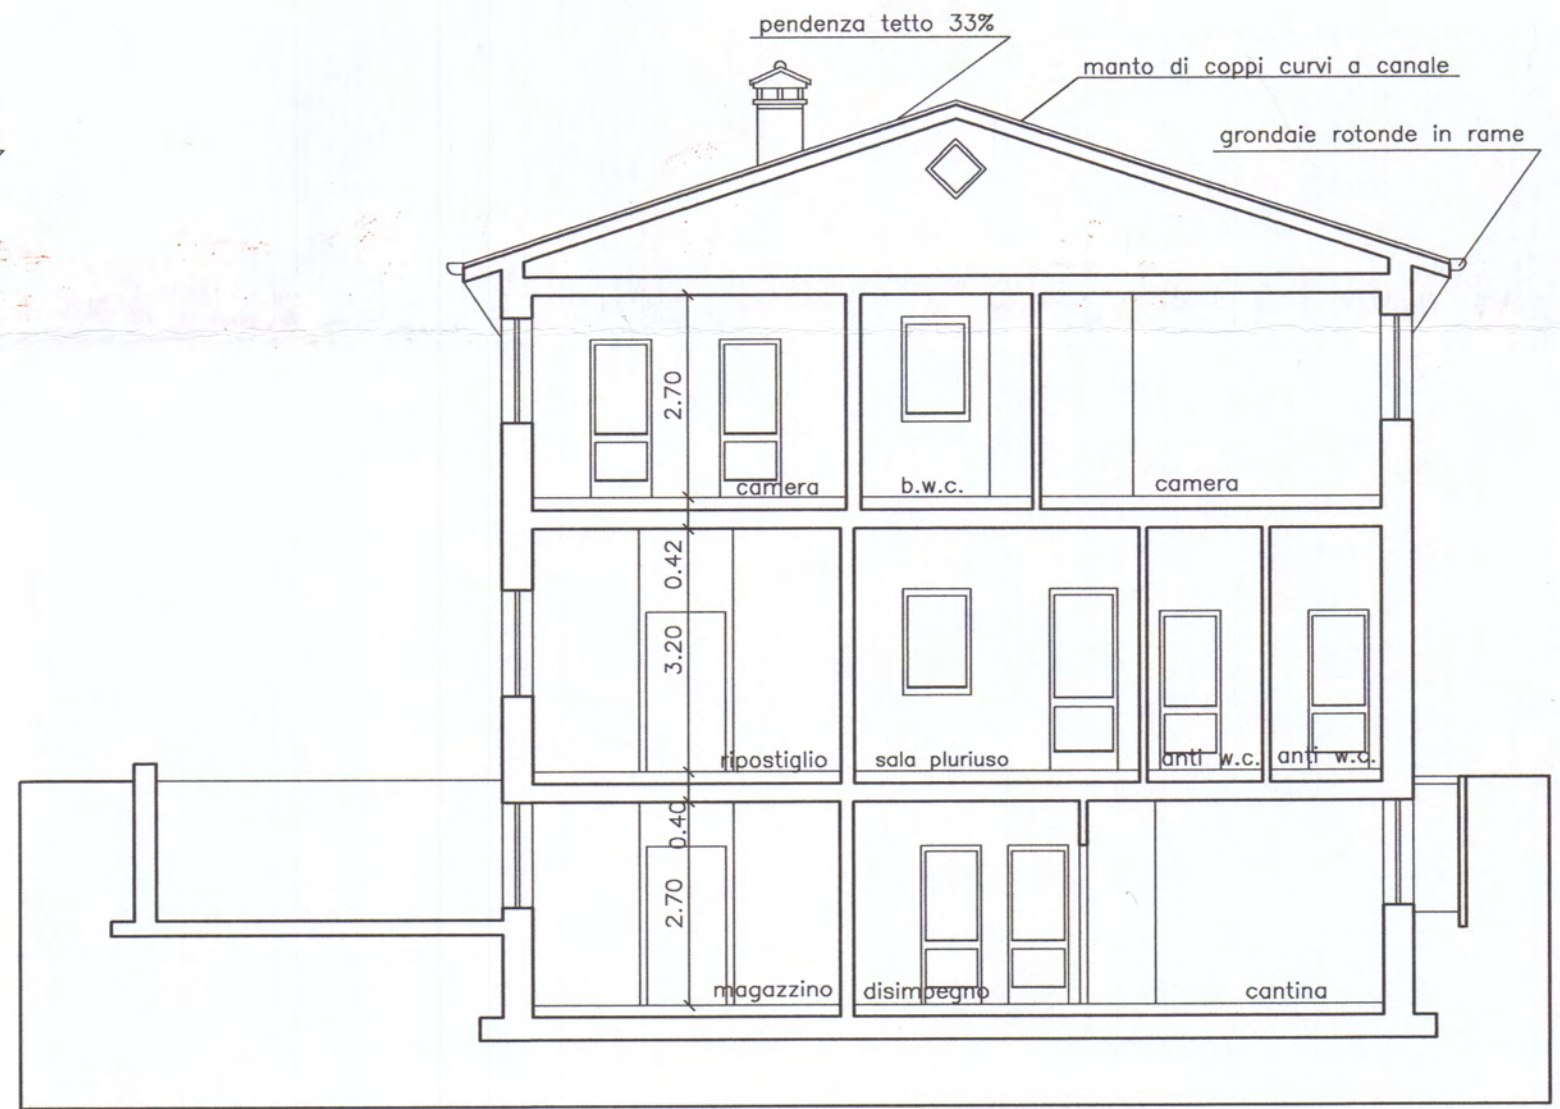 pendenza tetto 33%
manto di coppi curvi a canale
grondaie rotonde in rame
2.70
camera
b.w.c.
camera
0.42
3.20
ripostiglio
sala pluriuso
anti w.c.
anti w.c.
0.40
2.70
magazzino
disimpegno
cantina